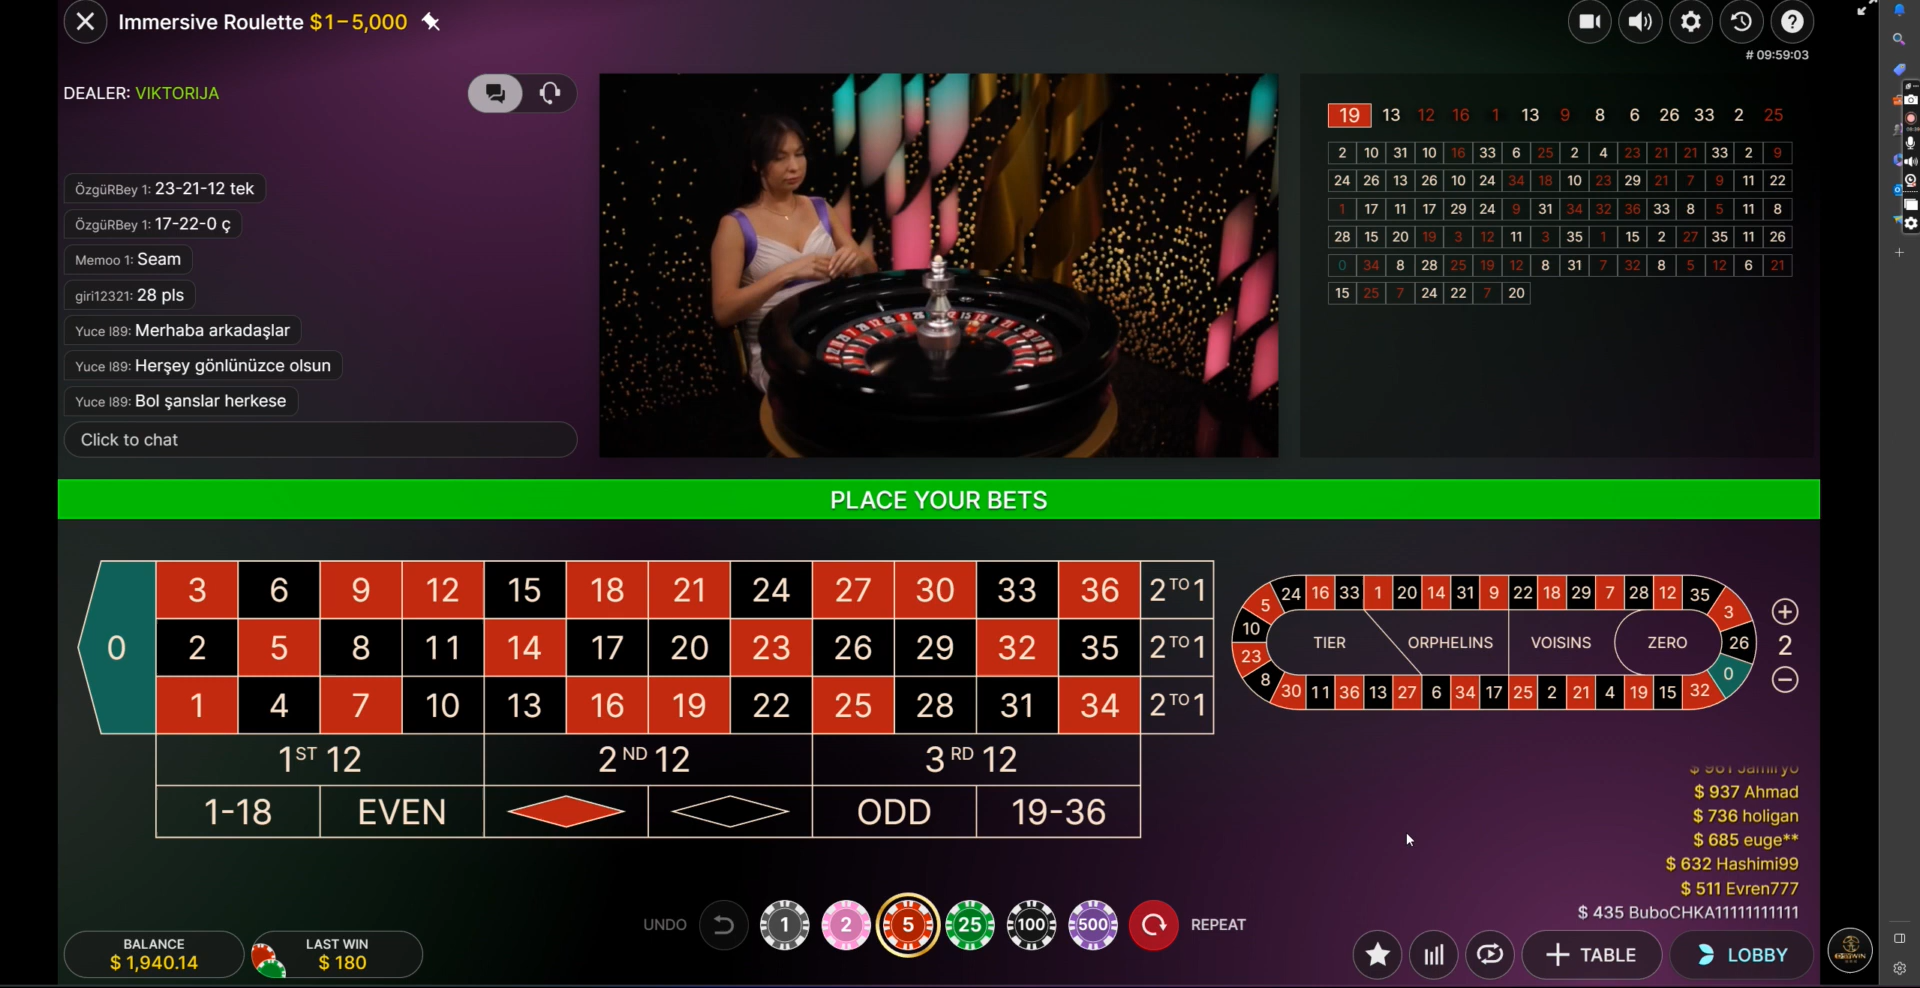 Immersive Roulette $1–5,000
# 09:59:03
DEALER: VIKTORIJA
ÖzgüRBey 1: 23-21-12 tek
ÖzgüRBey 1: 17-22-0 ç
Memoo 1: Seam
giri12321: 28 pls
Yuce I89: Merhaba arkadaşlar
Yuce I89: Herşey gönlünüzce olsun
Yuce I89: Bol şanslar herkese
Click to chat
19 13 12 16 1 13 9 8 6 26 33 2 25
2 10 31 10 16 33 6 25 2 4 23 21 21 33 2 9
24 26 13 26 10 24 34 18 10 23 29 21 7 9 11 22
1 17 11 17 29 24 9 31 34 32 36 33 8 5 11 8
28 15 20 19 3 12 11 3 35 1 15 2 27 35 11 26
0 34 8 28 25 19 12 8 31 7 32 8 5 12 6 21
15 25 7 24 22 7 20
PLACE YOUR BETS
3 6 9 12 15 18 21 24 27 30 33 36 2 TO 1
0 2 5 8 11 14 17 20 23 26 29 32 35 2 TO 1
1 4 7 10 13 16 19 22 25 28 31 34 2 TO 1
1ST 12 2ND 12 3RD 12
1-18 EVEN ODD 19-36
5 24 16 33 1 20 14 31 9 22 18 29 7 28 12 35 3
10 TIER ORPHELINS VOISINS ZERO 26
23 0
8 30 11 36 13 27 6 34 17 25 2 21 4 19 15 32
2
$ 961 Jamiryo
$ 937 Ahmad
$ 736 holigan
$ 685 euge**
$ 632 Hashimi99
$ 511 Evren777
$ 435 BuboCHKA11111111111
UNDO 1 2 5 25 100 500 REPEAT
BALANCE
$ 1,940.14
LAST WIN
$ 180
TABLE
LOBBY